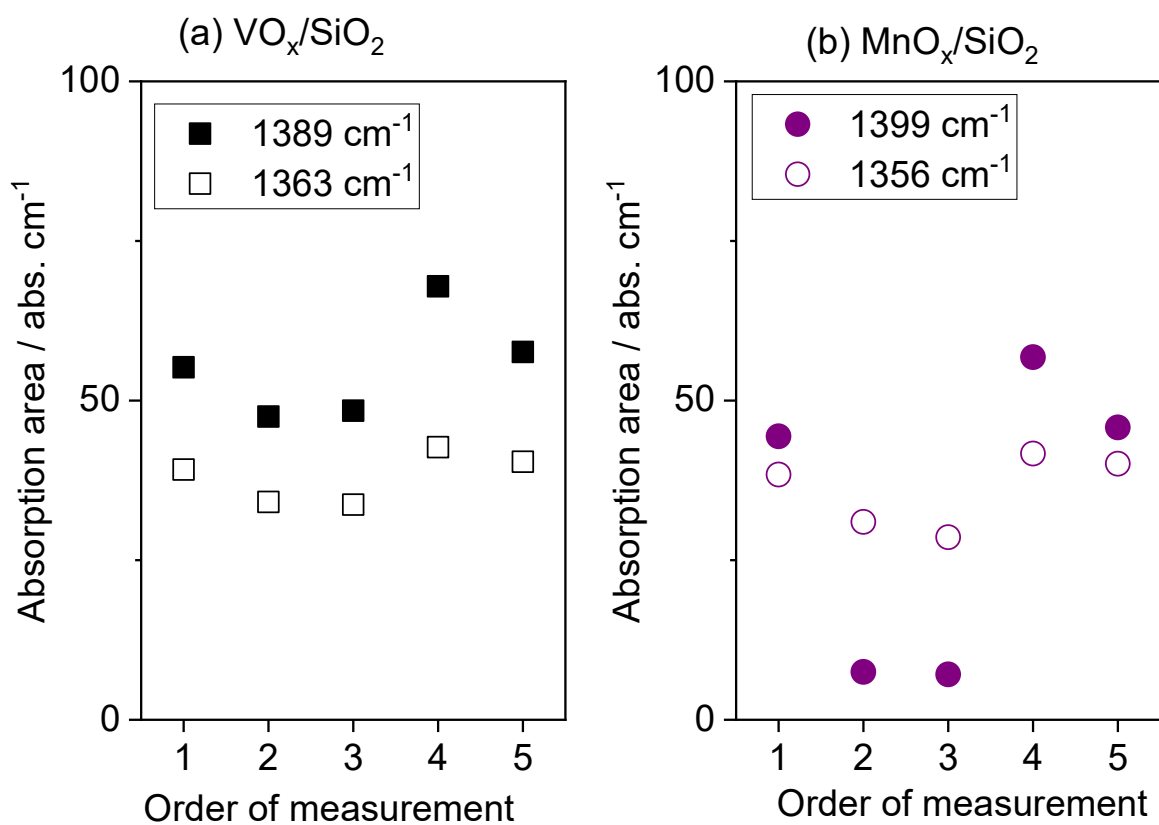 (a) VOₓ/SiO₂
100
50
0
1389 cm⁻¹
1363 cm⁻¹
Absorption area / abs. cm⁻¹
1 2 3 4 5
Order of measurement
(b) MnOₓ/SiO₂
100
50
0
1399 cm⁻¹
1356 cm⁻¹
Absorption area / abs. cm⁻¹
1 2 3 4 5
Order of measurement